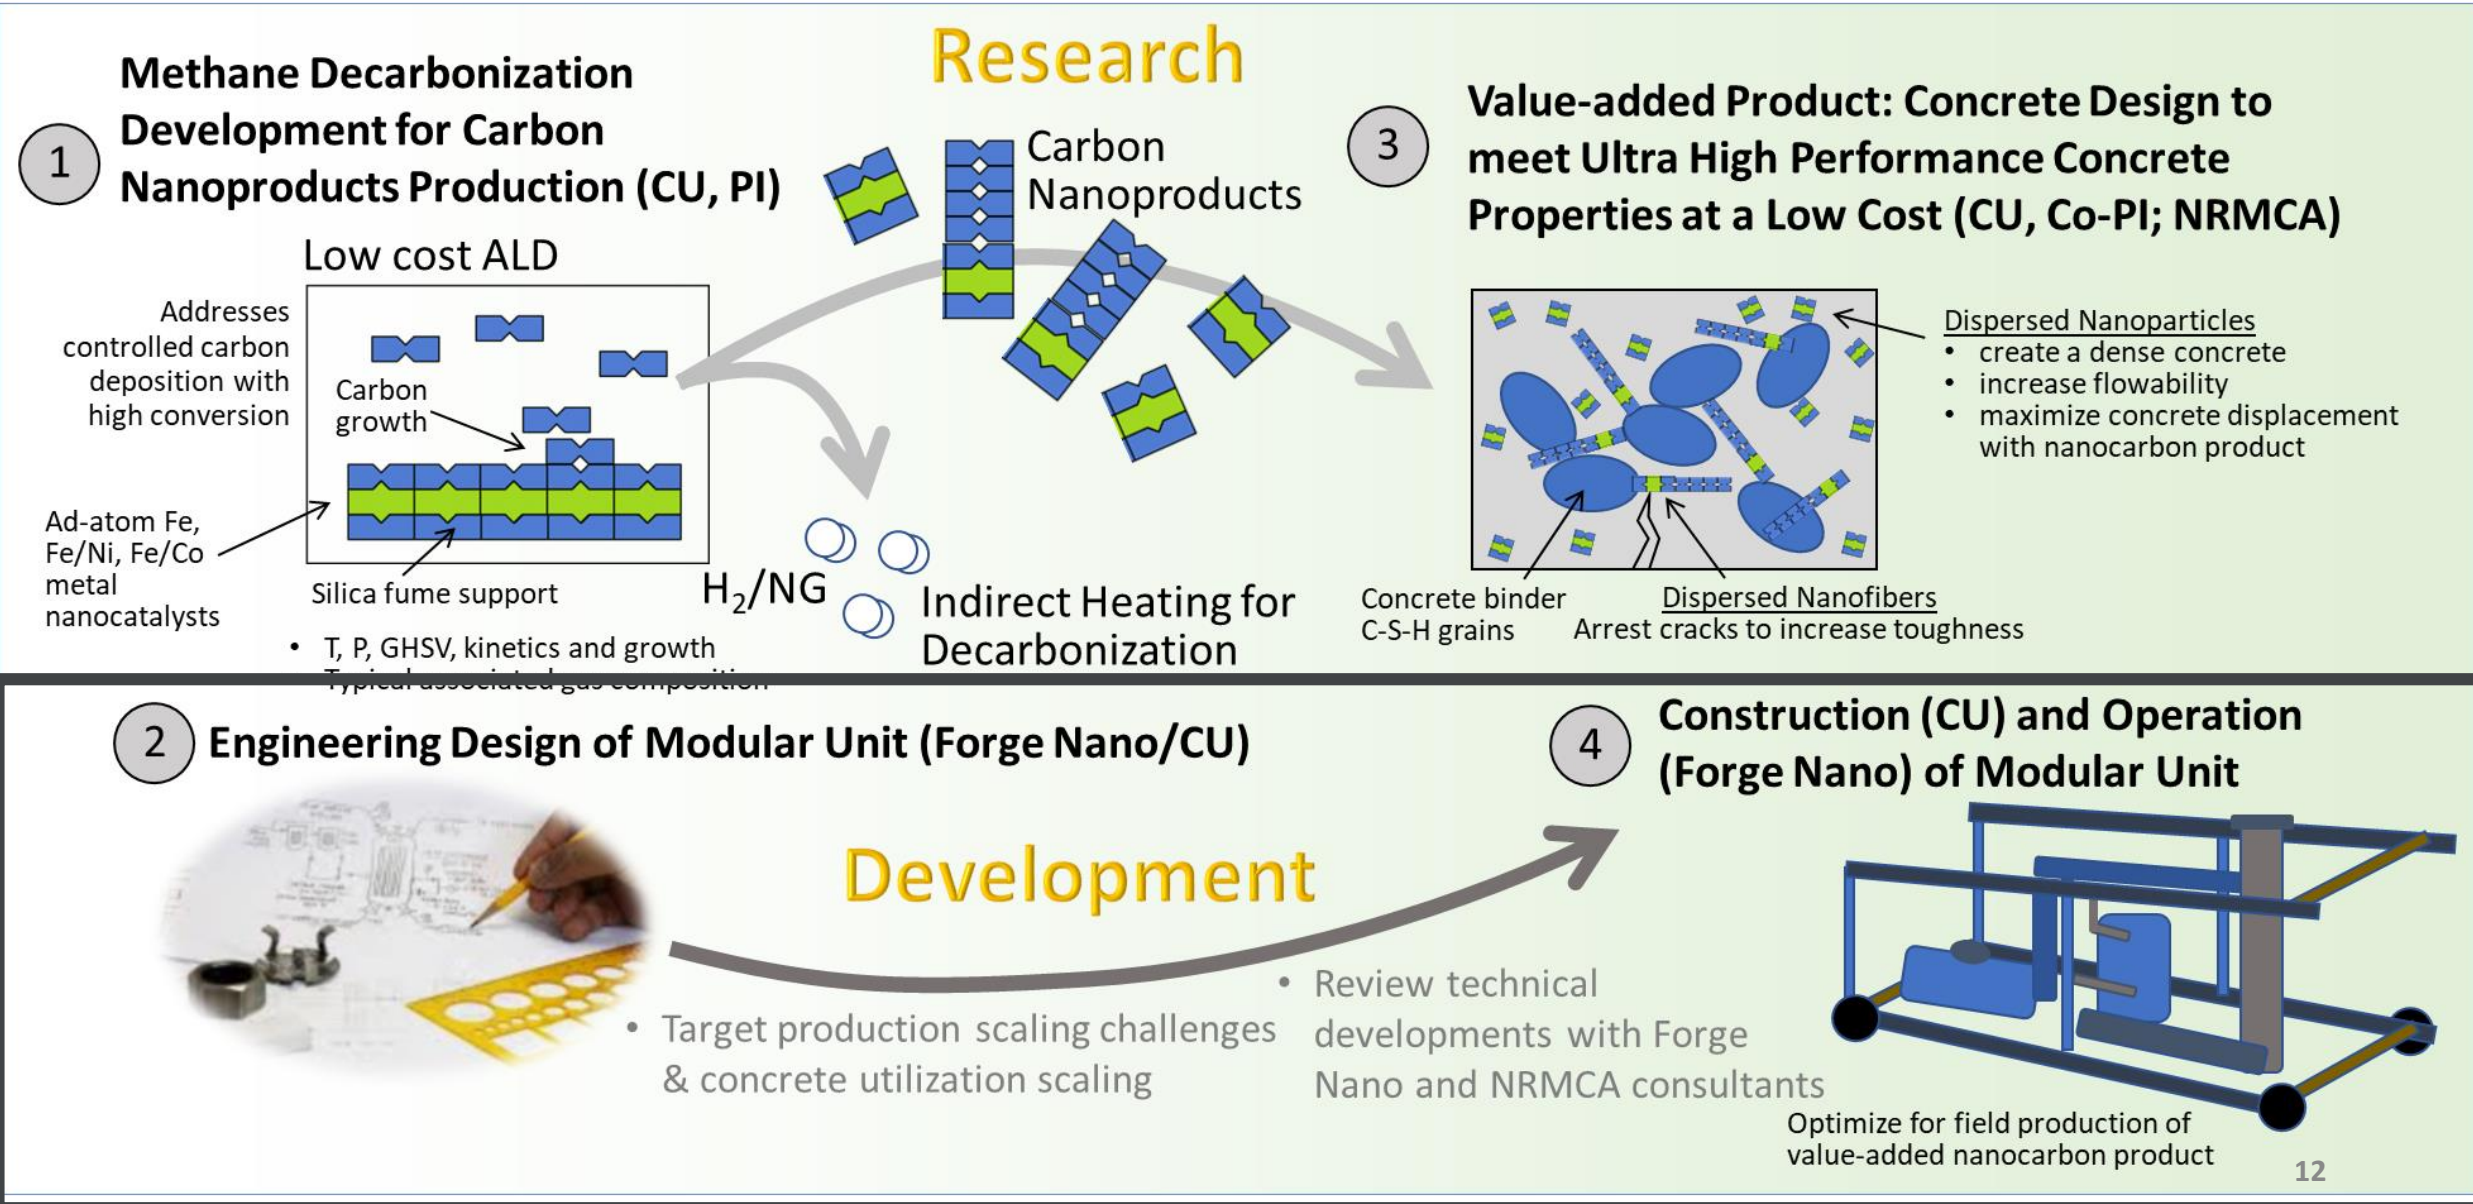 Research
1
Methane Decarbonization
Development for Carbon
Nanoproducts Production (CU, PI)
Low cost ALD
Addresses
controlled carbon
deposition with
high conversion
Carbon
growth
Ad-atom Fe,
Fe/Ni, Fe/Co
metal
nanocatalysts
Silica fume support
• T, P, GHSV, kinetics and growth
Typical associated gas composition
Carbon
Nanoproducts
H₂/NG
Indirect Heating for
Decarbonization
3
Value-added Product: Concrete Design to
meet Ultra High Performance Concrete
Properties at a Low Cost (CU, Co-PI; NRMCA)
Dispersed Nanoparticles
• create a dense concrete
• increase flowability
• maximize concrete displacement
with nanocarbon product
Concrete binder
C-S-H grains
Dispersed Nanofibers
Arrest cracks to increase toughness
2
Engineering Design of Modular Unit (Forge Nano/CU)
Development
• Target production scaling challenges
& concrete utilization scaling
• Review technical
developments with Forge
Nano and NRMCA consultants
4
Construction (CU) and Operation
(Forge Nano) of Modular Unit
Optimize for field production of
value-added nanocarbon product
12